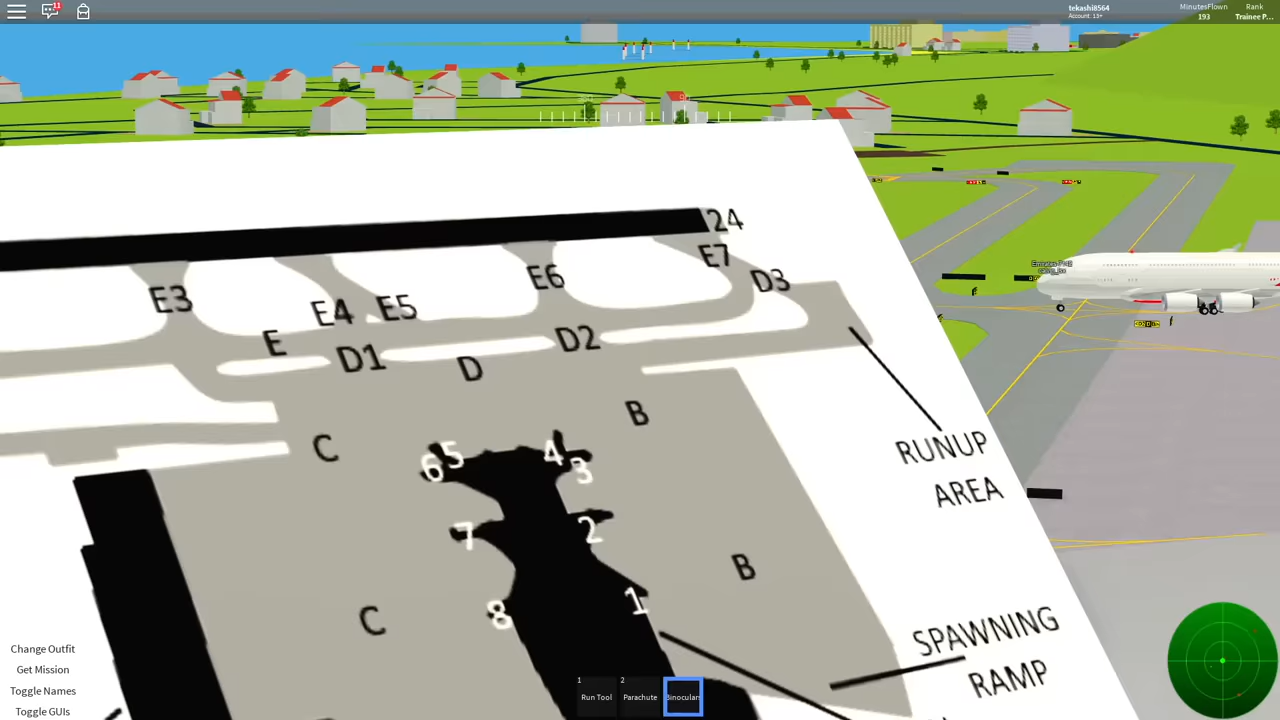 11
tekashi8564
Account: 13+
MinutesFlown
193
Rank
Trainee P...
24
E7
E6
D3
E3
E4
E5
E
D1
D
D2
C
B
6
5
4
3
7
2
8
1
B
C
RUNUP
AREA
SPAWNING
RAMP
Change Outfit
Get Mission
Toggle Names
Toggle GUIs
1
Run Tool
2
Parachute
Binocular